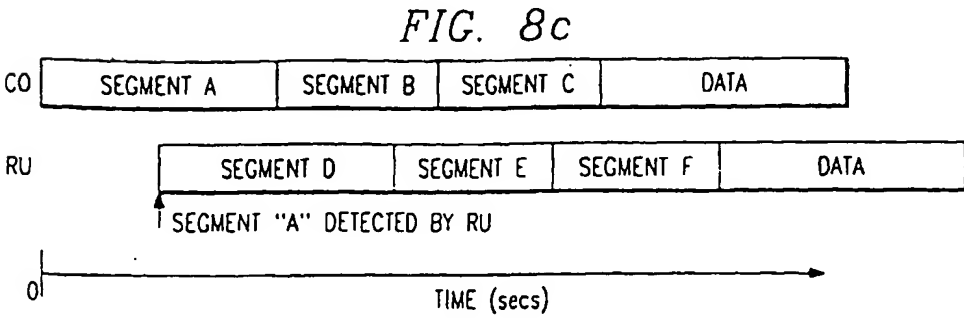 FIG. 8c
CO SEGMENT A SEGMENT B SEGMENT C DATA
RU SEGMENT D SEGMENT E SEGMENT F DATA
SEGMENT "A" DETECTED BY RU
0
TIME (secs)